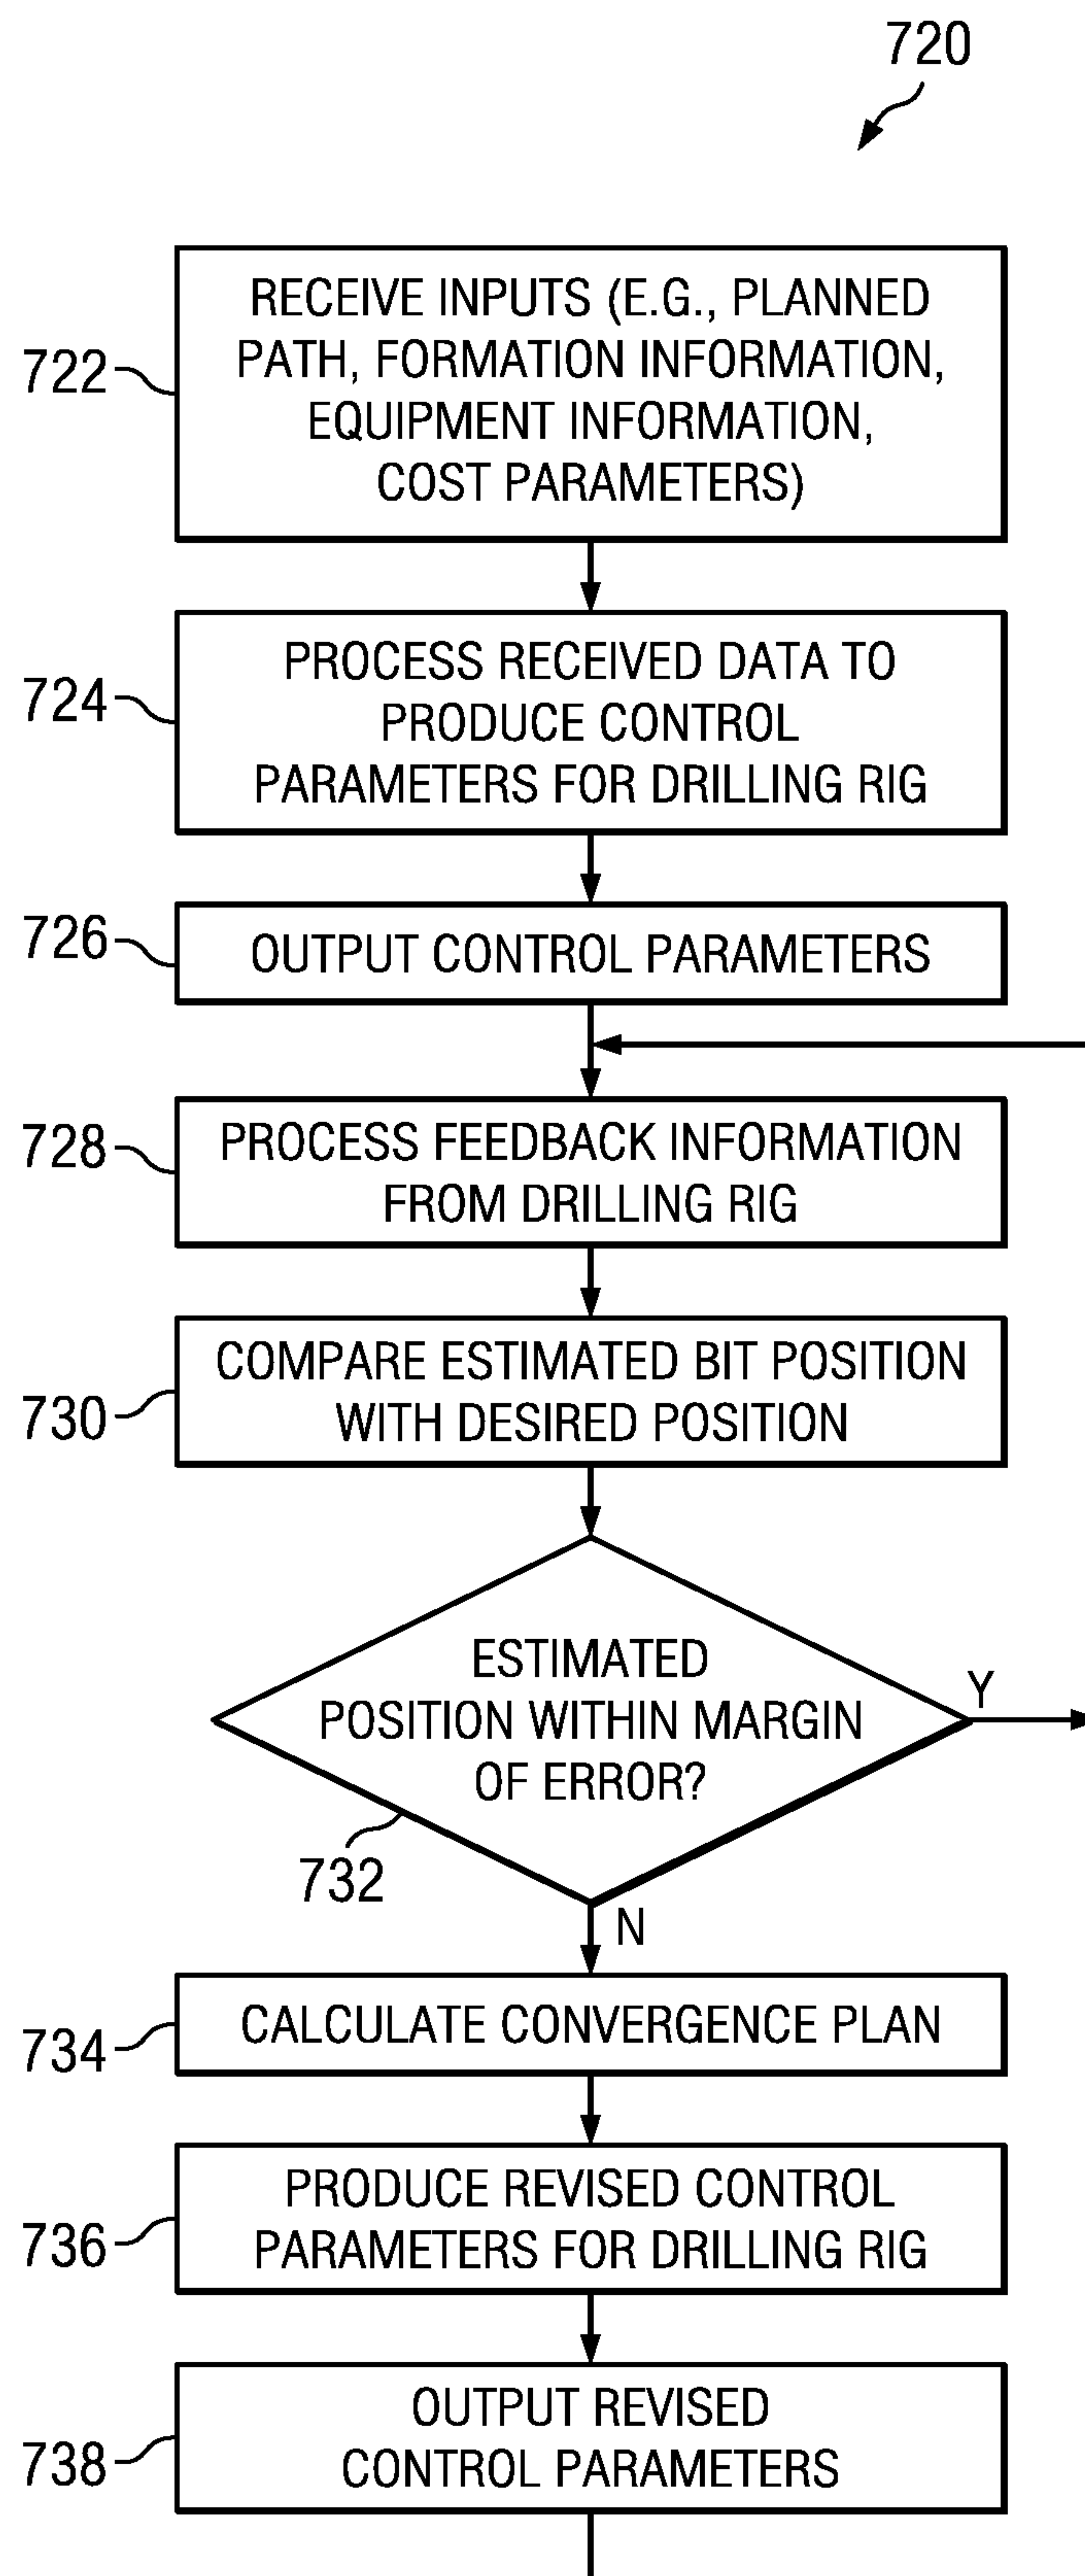 720
722
RECEIVE INPUTS (E.G., PLANNED
PATH, FORMATION INFORMATION,
EQUIPMENT INFORMATION,
COST PARAMETERS)
724
PROCESS RECEIVED DATA TO
PRODUCE CONTROL
PARAMETERS FOR DRILLING RIG
726
OUTPUT CONTROL PARAMETERS
728
PROCESS FEEDBACK INFORMATION
FROM DRILLING RIG
730
COMPARE ESTIMATED BIT POSITION
WITH DESIRED POSITION
ESTIMATED
POSITION WITHIN MARGIN
OF ERROR?
Y
732
N
734
CALCULATE CONVERGENCE PLAN
736
PRODUCE REVISED CONTROL
PARAMETERS FOR DRILLING RIG
738
OUTPUT REVISED
CONTROL PARAMETERS